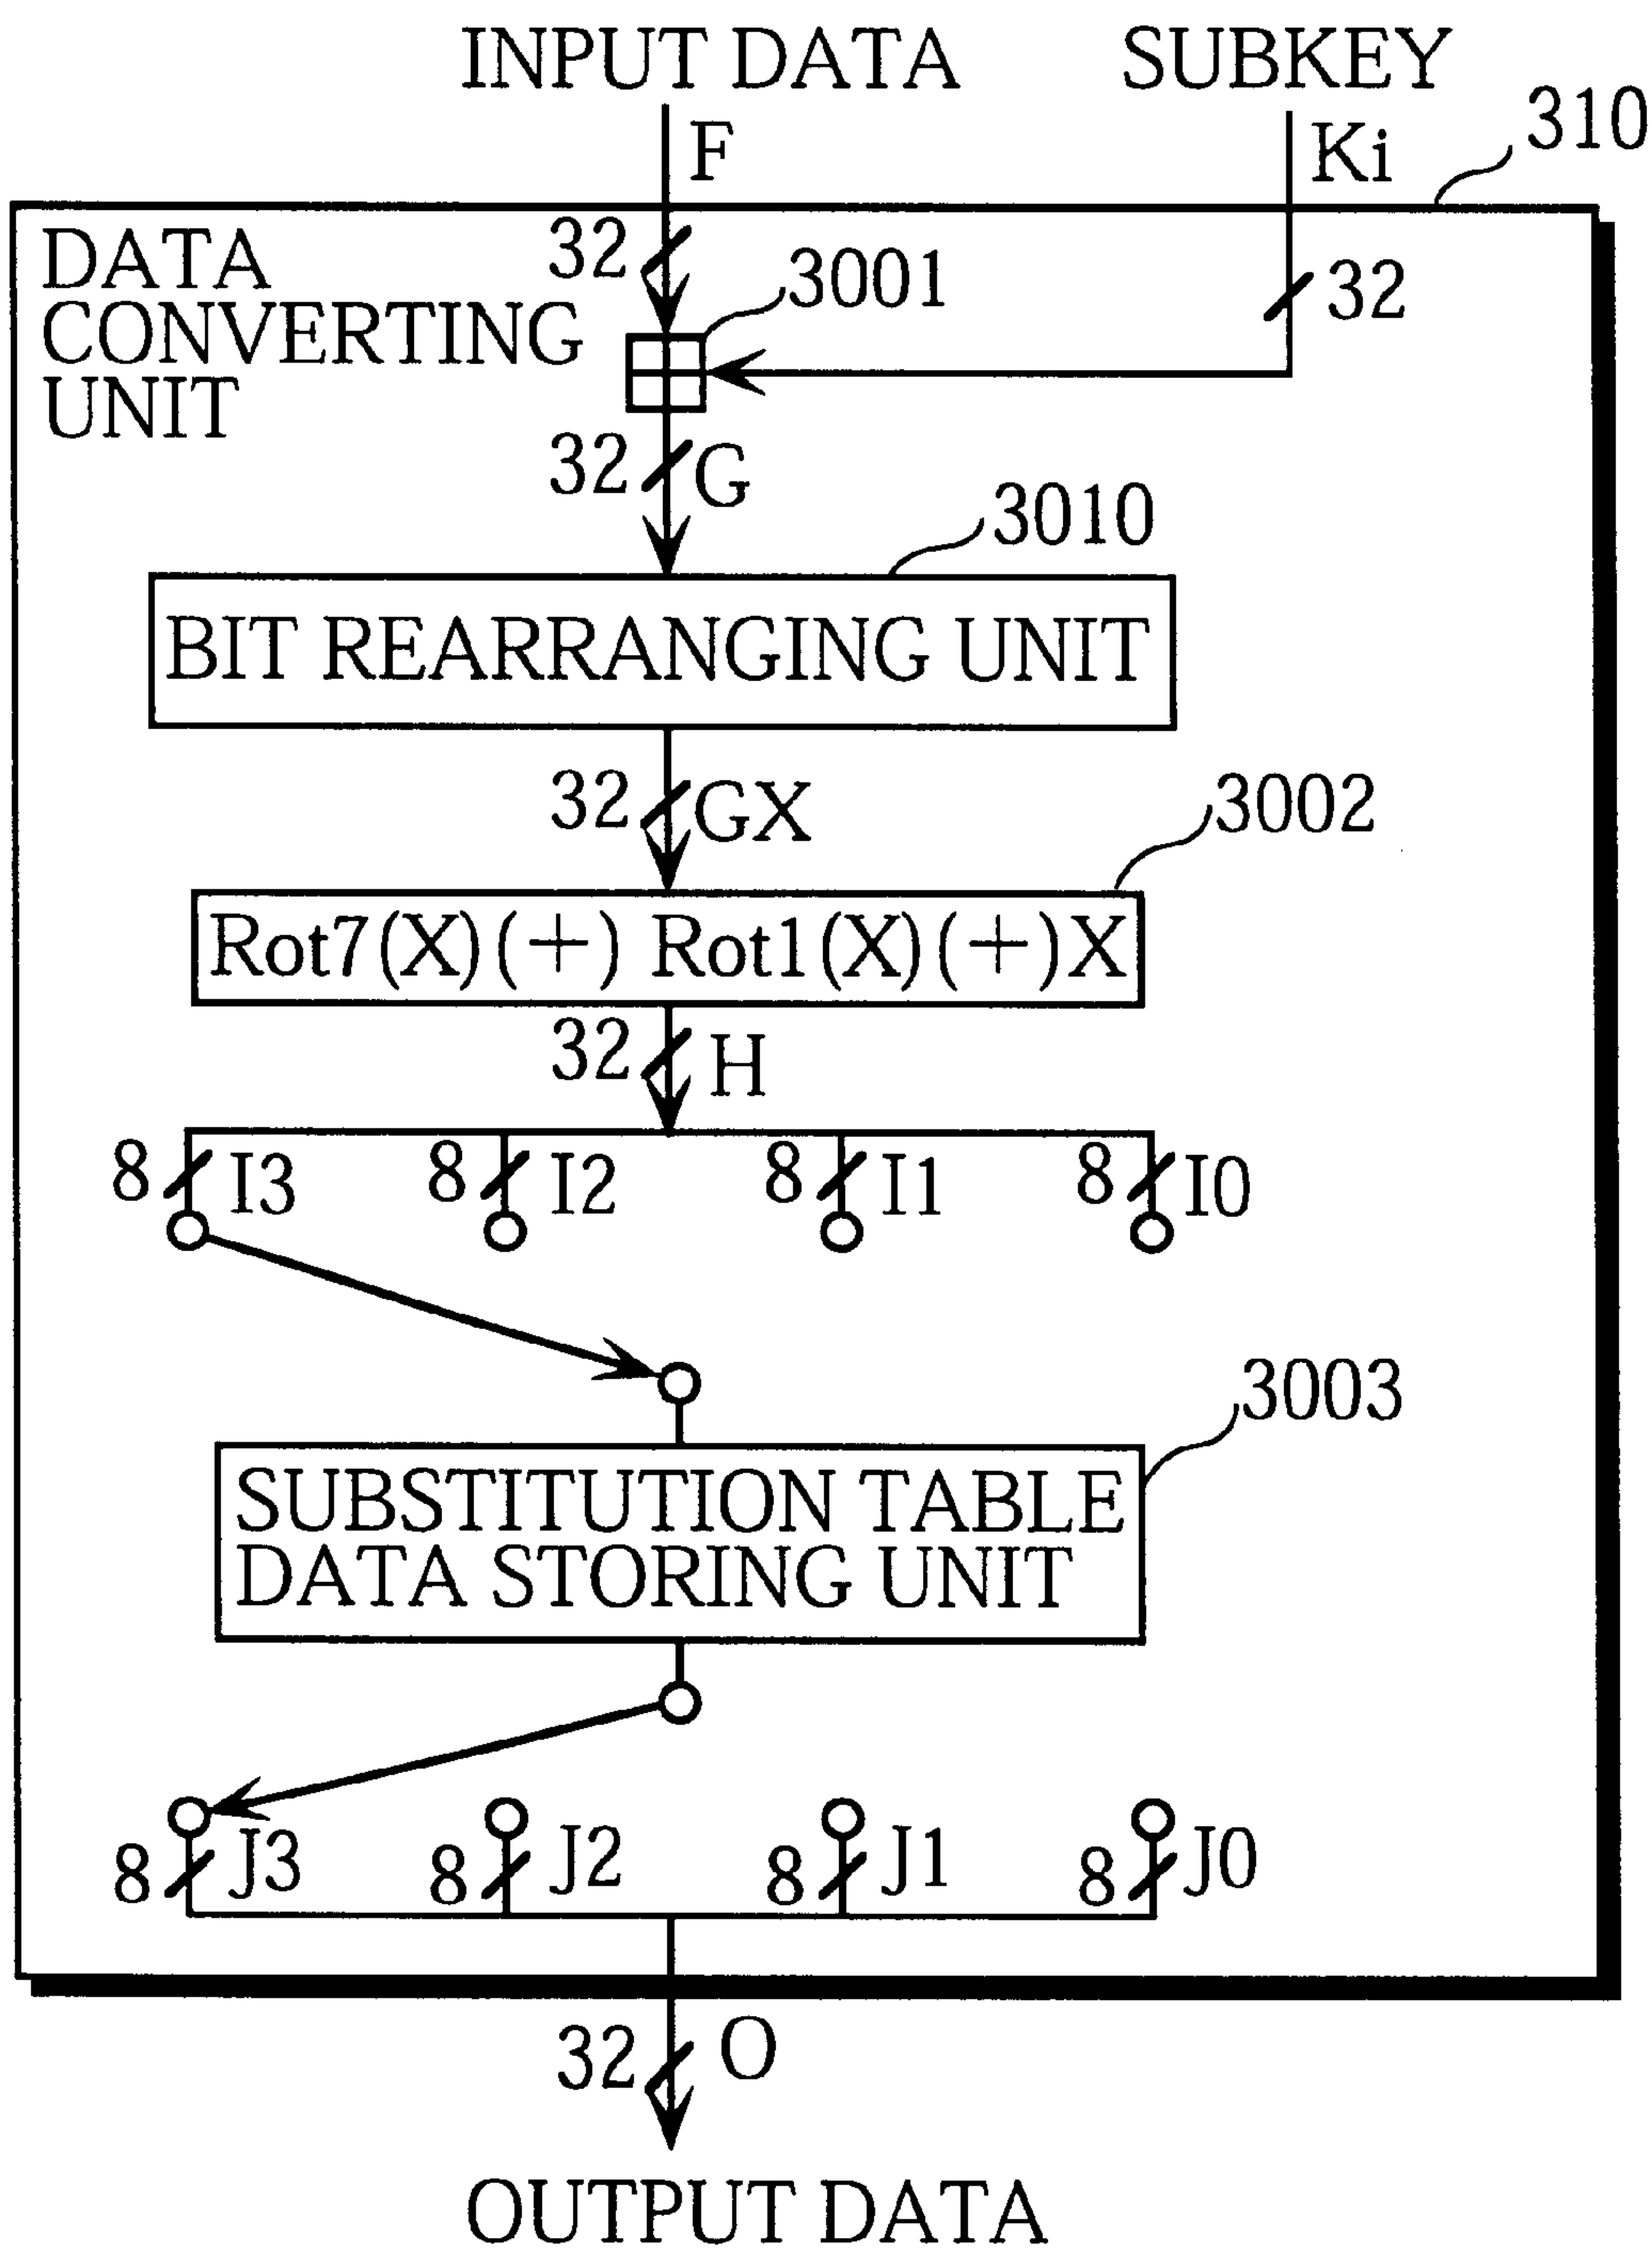 INPUT DATA SUBKEY
F Ki 310
DATA
CONVERTING
UNIT
32 3001 32
32 G
3010
BIT REARRANGING UNIT
32 GX 3002
Rot7(X)(+) Rot1(X)(+)X
32 H
8 I3 8 I2 8 I1 8 I0
3003
SUBSTITUTION TABLE
DATA STORING UNIT
8 J3 8 J2 8 J1 8 J0
32 O
OUTPUT DATA